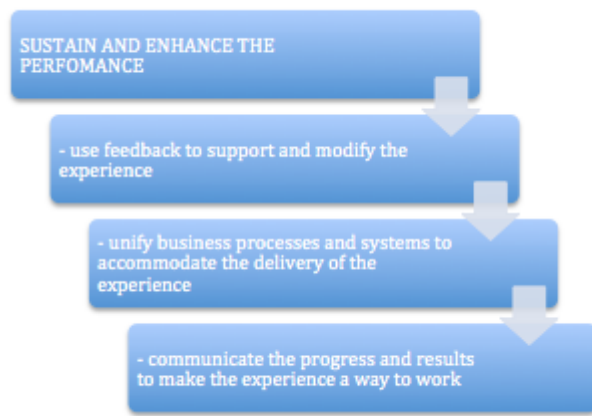 SUSTAIN AND ENHANCE THE
PERFOMANCE
- use feedback to support and modify the
experience
- unify business processes and systems to
accommodate the delivery of the
experience
- communicate the progress and results
to make the experience a way to work